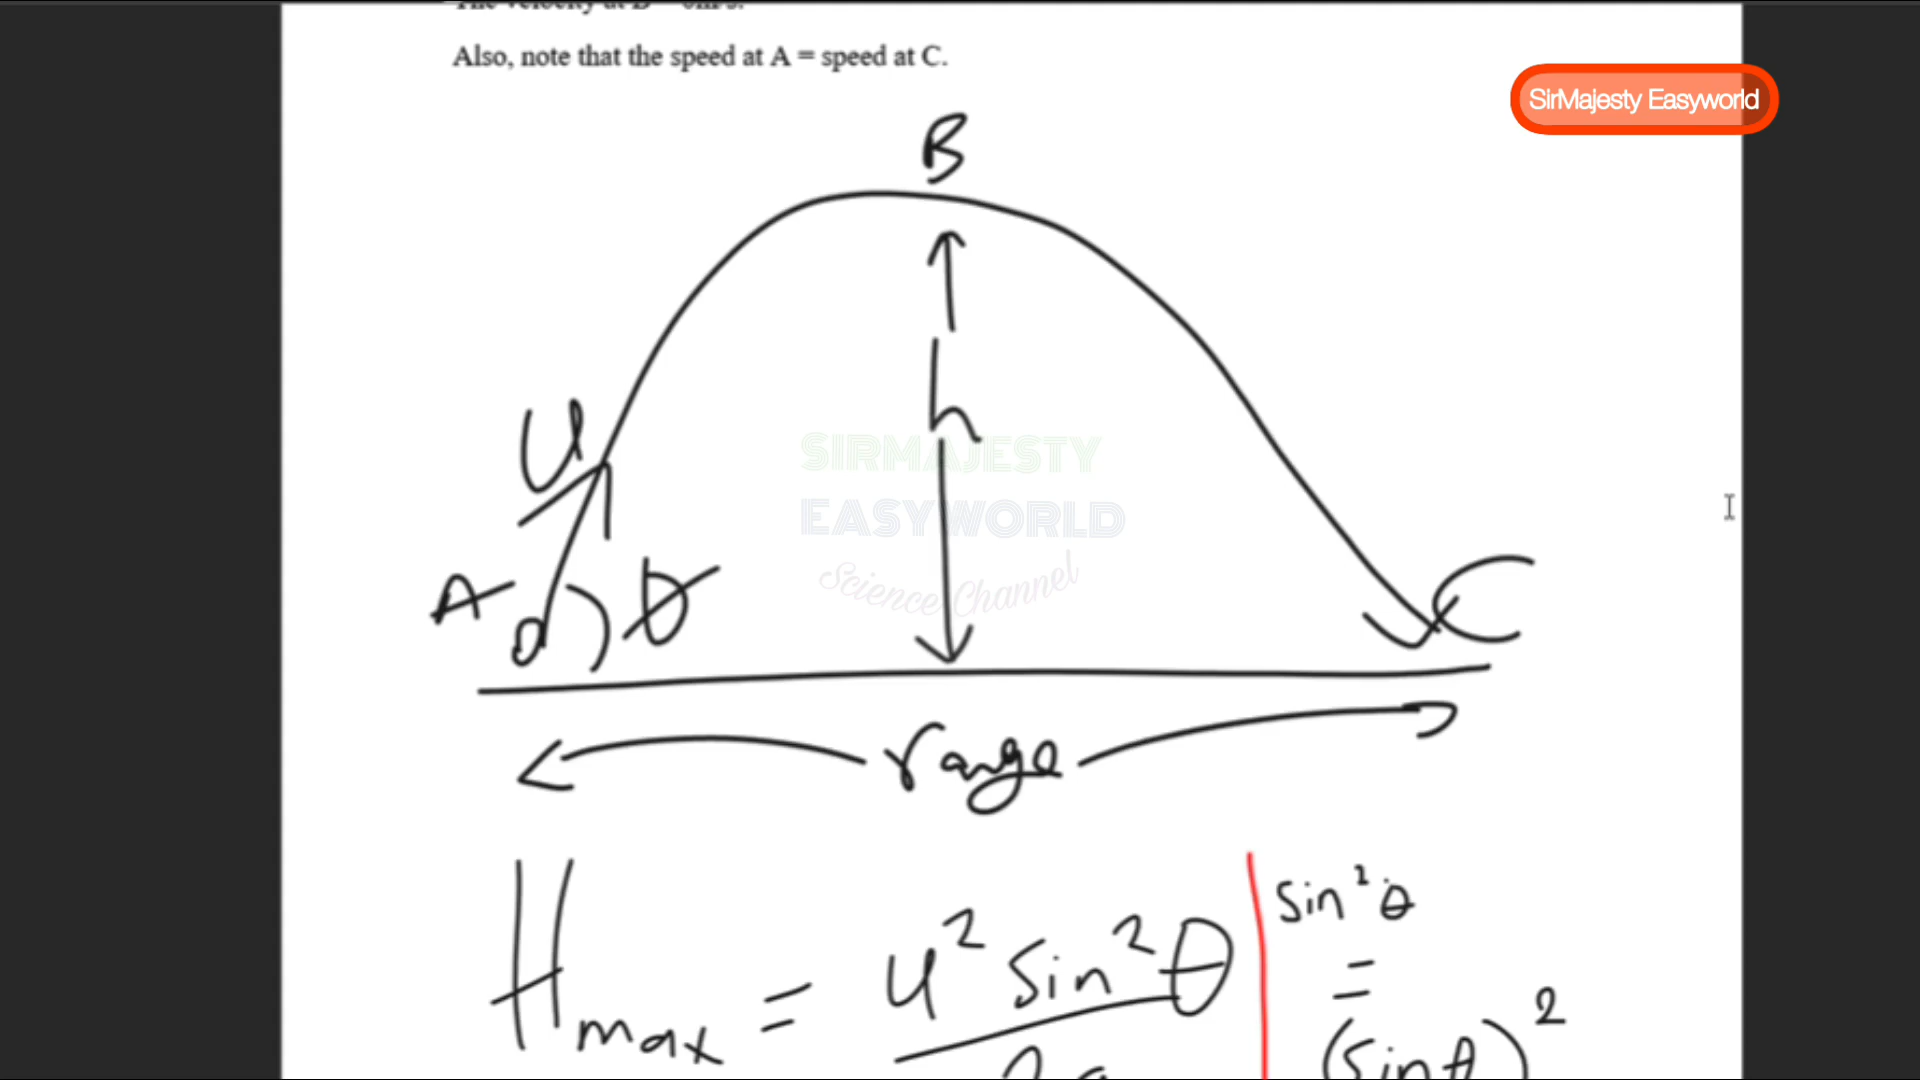 Also, note that the speed at A = speed at C.
SirMajesty Easyworld
B
h
U
SIRMAJESTY
EASYWORLD
Science Channel
A
θ
C
range
Hmax = u² sin²θ
sin²θ
=
(sinθ)²